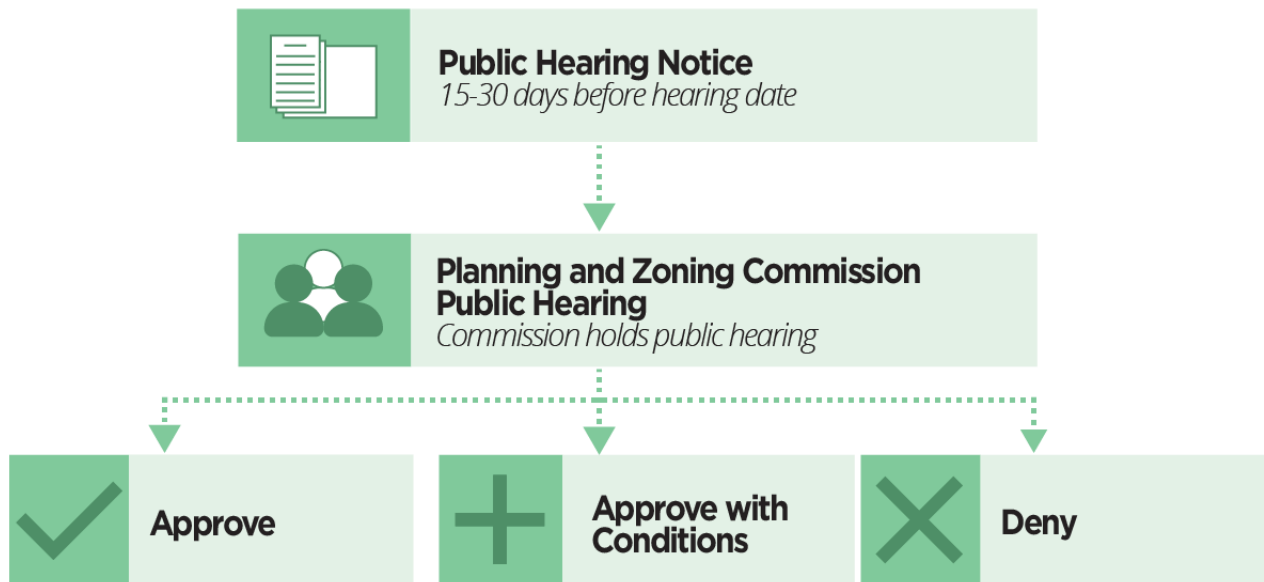 Public Hearing Notice
15-30 days before hearing date
Planning and Zoning Commission
Public Hearing
Commission holds public hearing
Approve
Approve with
Conditions
Deny